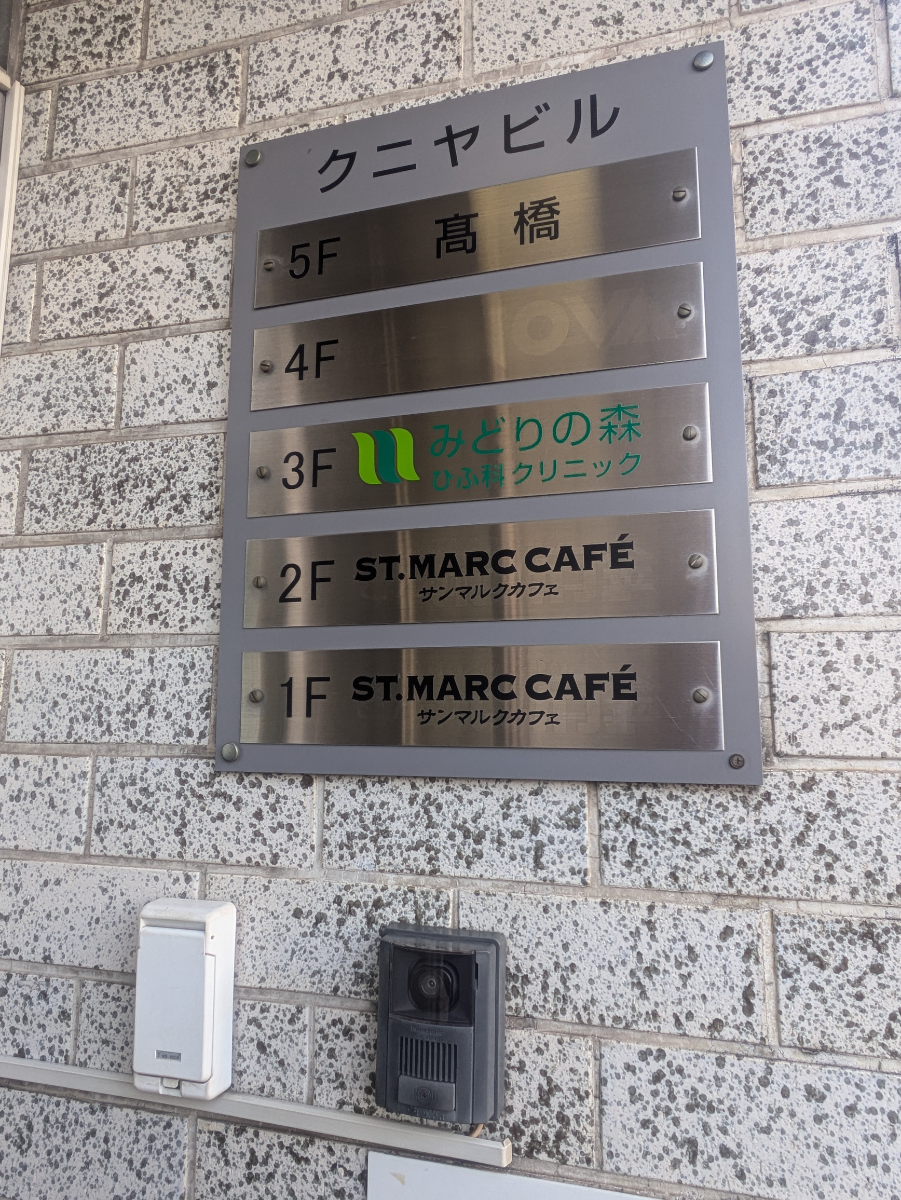 クニヤビル
5F 髙橋
4F
3F みどりの森
ひふ科クリニック
2F ST.MARC CAFÉ
サンマルクカフェ
1F ST.MARC CAFÉ
サンマルクカフェ